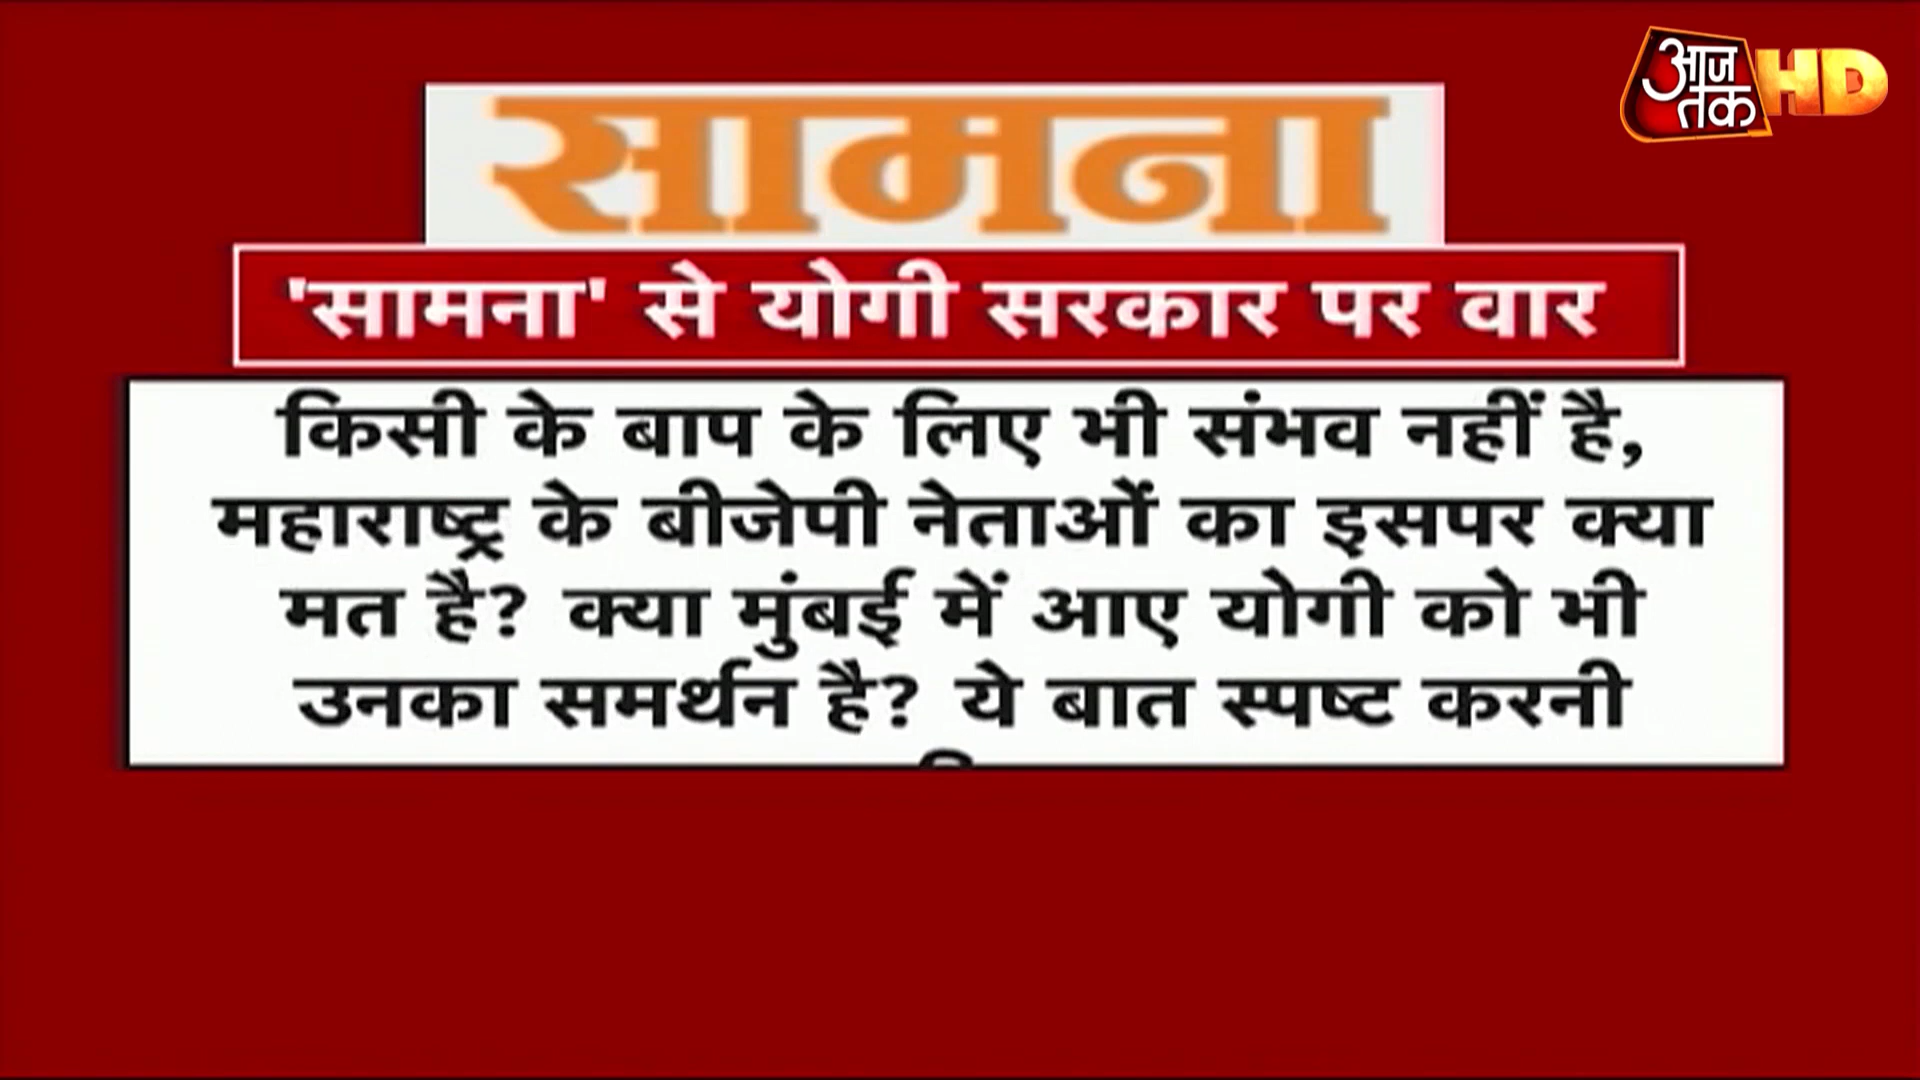 आज
तक HD
सामना
'सामना' से योगी सरकार पर वार
किसी के बाप के लिए भी संभव नहीं है,
महाराष्ट्र के बीजेपी नेताओं का इसपर क्या
मत है? क्या मुंबई में आए योगी को भी
उनका समर्थन है? ये बात स्पष्ट करनी